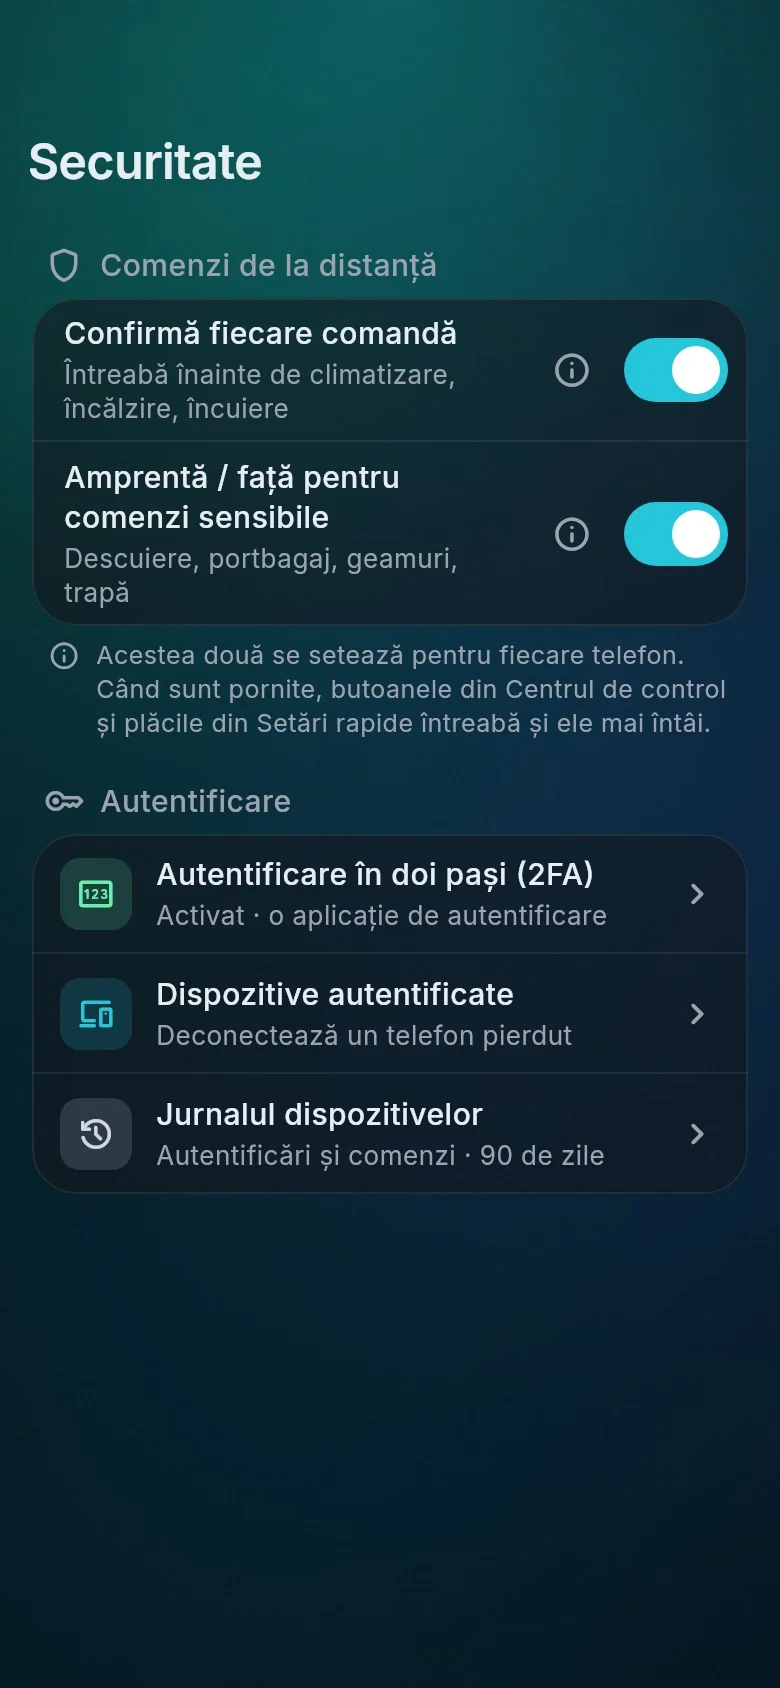 Securitate
Comenzi de la distanță
Confirmă fiecare comandă
Întreabă înainte de climatizare,
încălzire, încuiere
Amprentă / față pentru
comenzi sensibile
Descuiere, portbagaj, geamuri,
trapă
Acestea două se setează pentru fiecare telefon.
Când sunt pornite, butoanele din Centrul de control
și plăcile din Setări rapide întreabă și ele mai întâi.
Autentificare
123
Autentificare în doi pași (2FA)
Activat · o aplicație de autentificare
Dispozitive autentificate
Deconectează un telefon pierdut
Jurnalul dispozitivelor
Autentificări și comenzi · 90 de zile